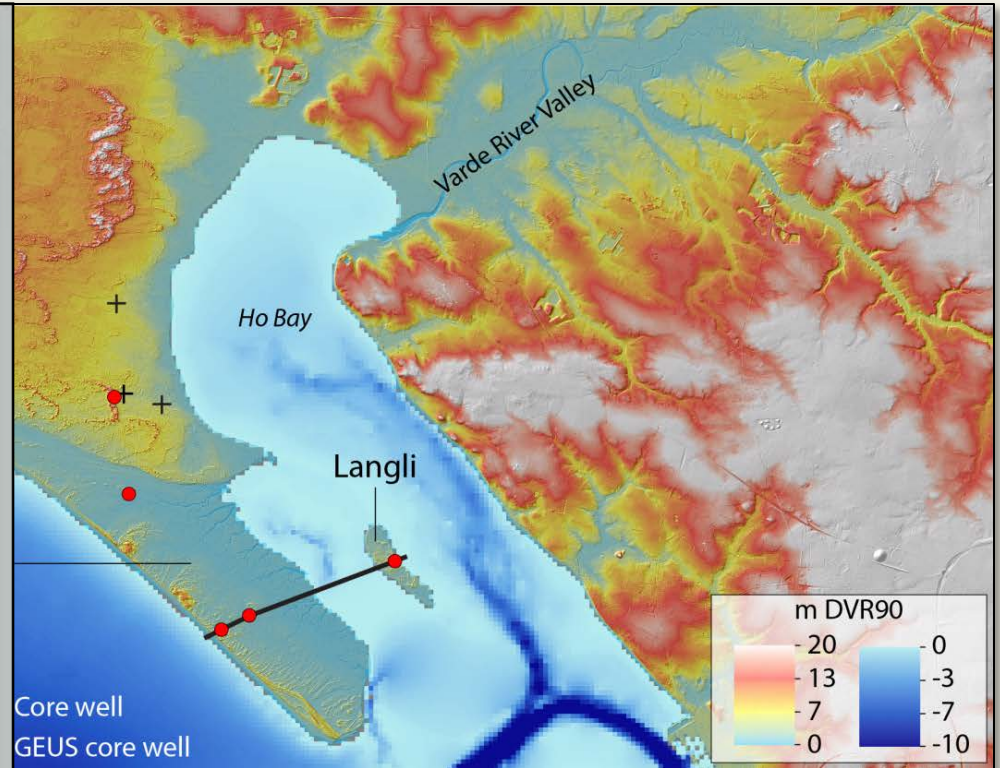 Varde River Valley
Ho Bay
Langli
Core well
GEUS core well
m DVR90
20 0
13 -3
7 -7
0 -10